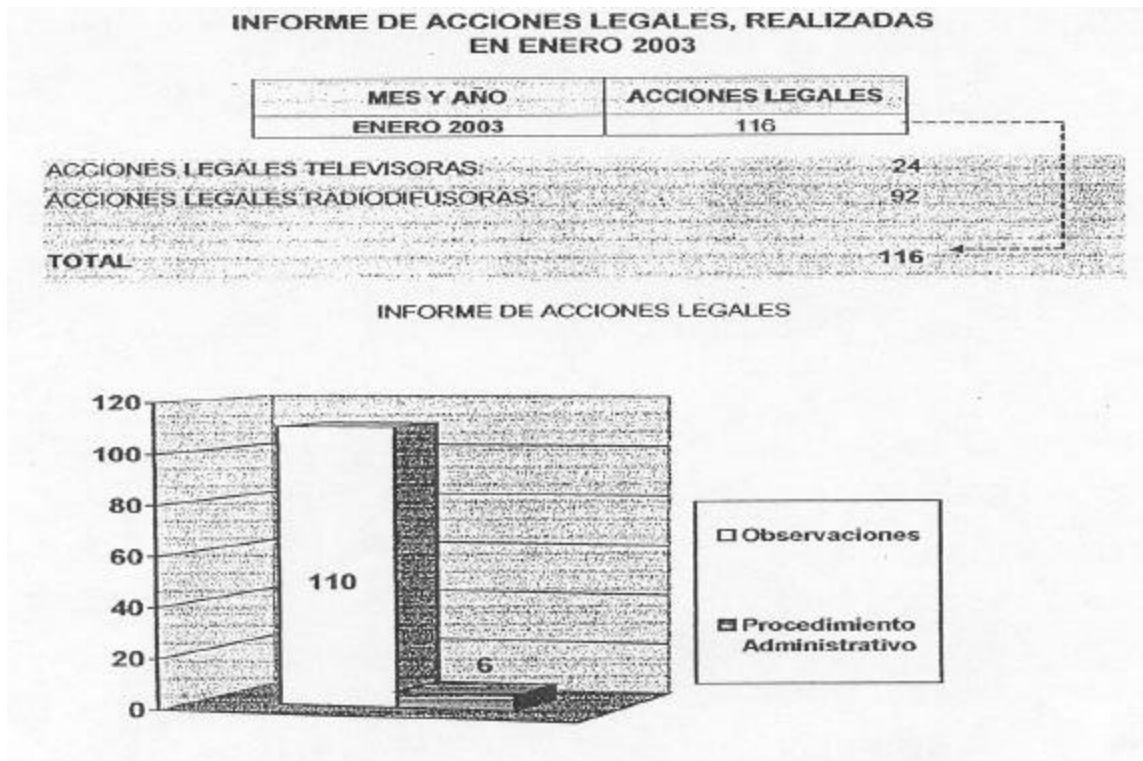 INFORME DE ACCIONES LEGALES, REALIZADAS
EN ENERO 2003
MES Y AÑO ACCIONES LEGALES
ENERO 2003 116
ACCIONES LEGALES TELEVISORAS: 24
ACCIONES LEGALES RADIODIFUSORAS: 92
TOTAL 116
INFORME DE ACCIONES LEGALES
120
100
80
60
40
20
0
110
6
Observaciones
Procedimiento
Administrativo